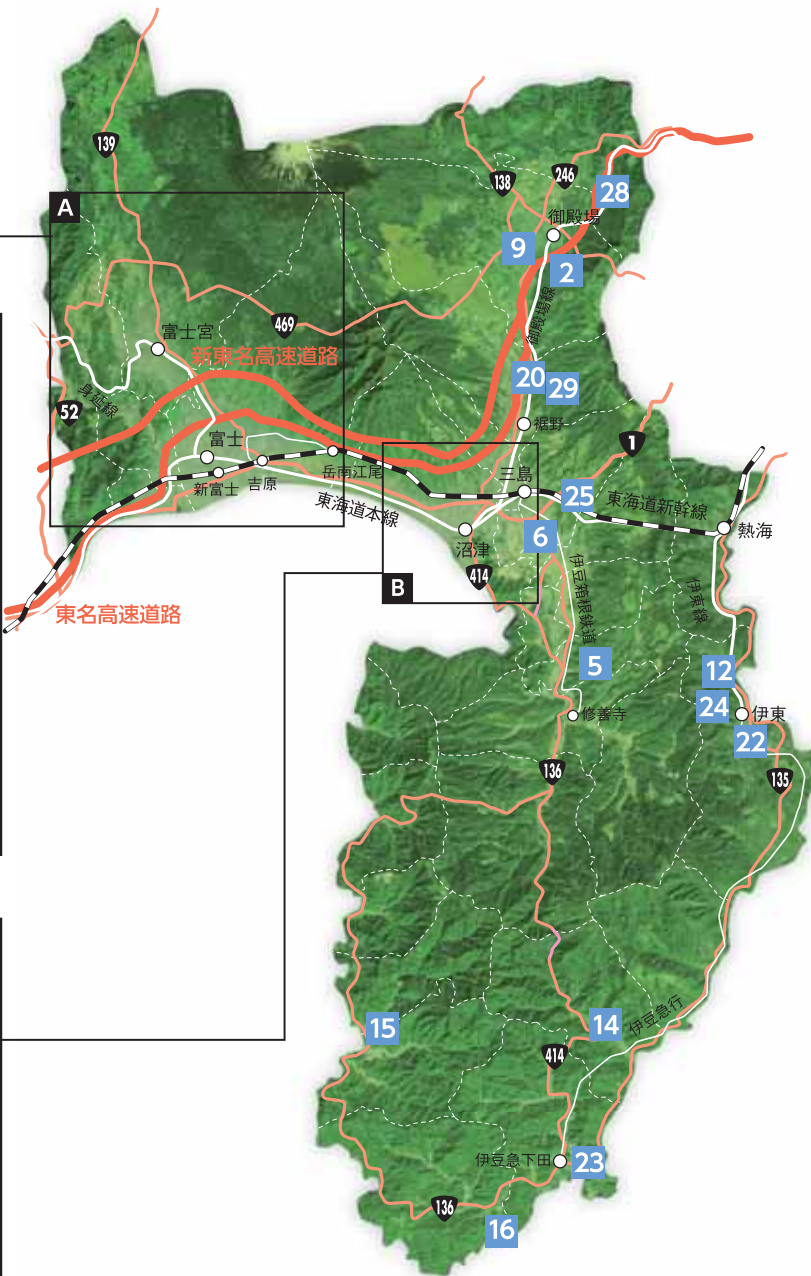 139
138
246
28
A
御殿場
9
2
御殿場線
469
富士宮
新東名高速道路
20
29
身延線
52
裾野
1
富士
岳南江尾
三島
新富士
吉原
25
東海道新幹線
東海道本線
熱海
沼津
6
414
B
伊豆箱根鉄道
伊東線
東名高速道路
5
12
24
伊東
修善寺
22
136
135
15
14
伊豆急行
414
伊豆急下田
23
136
16